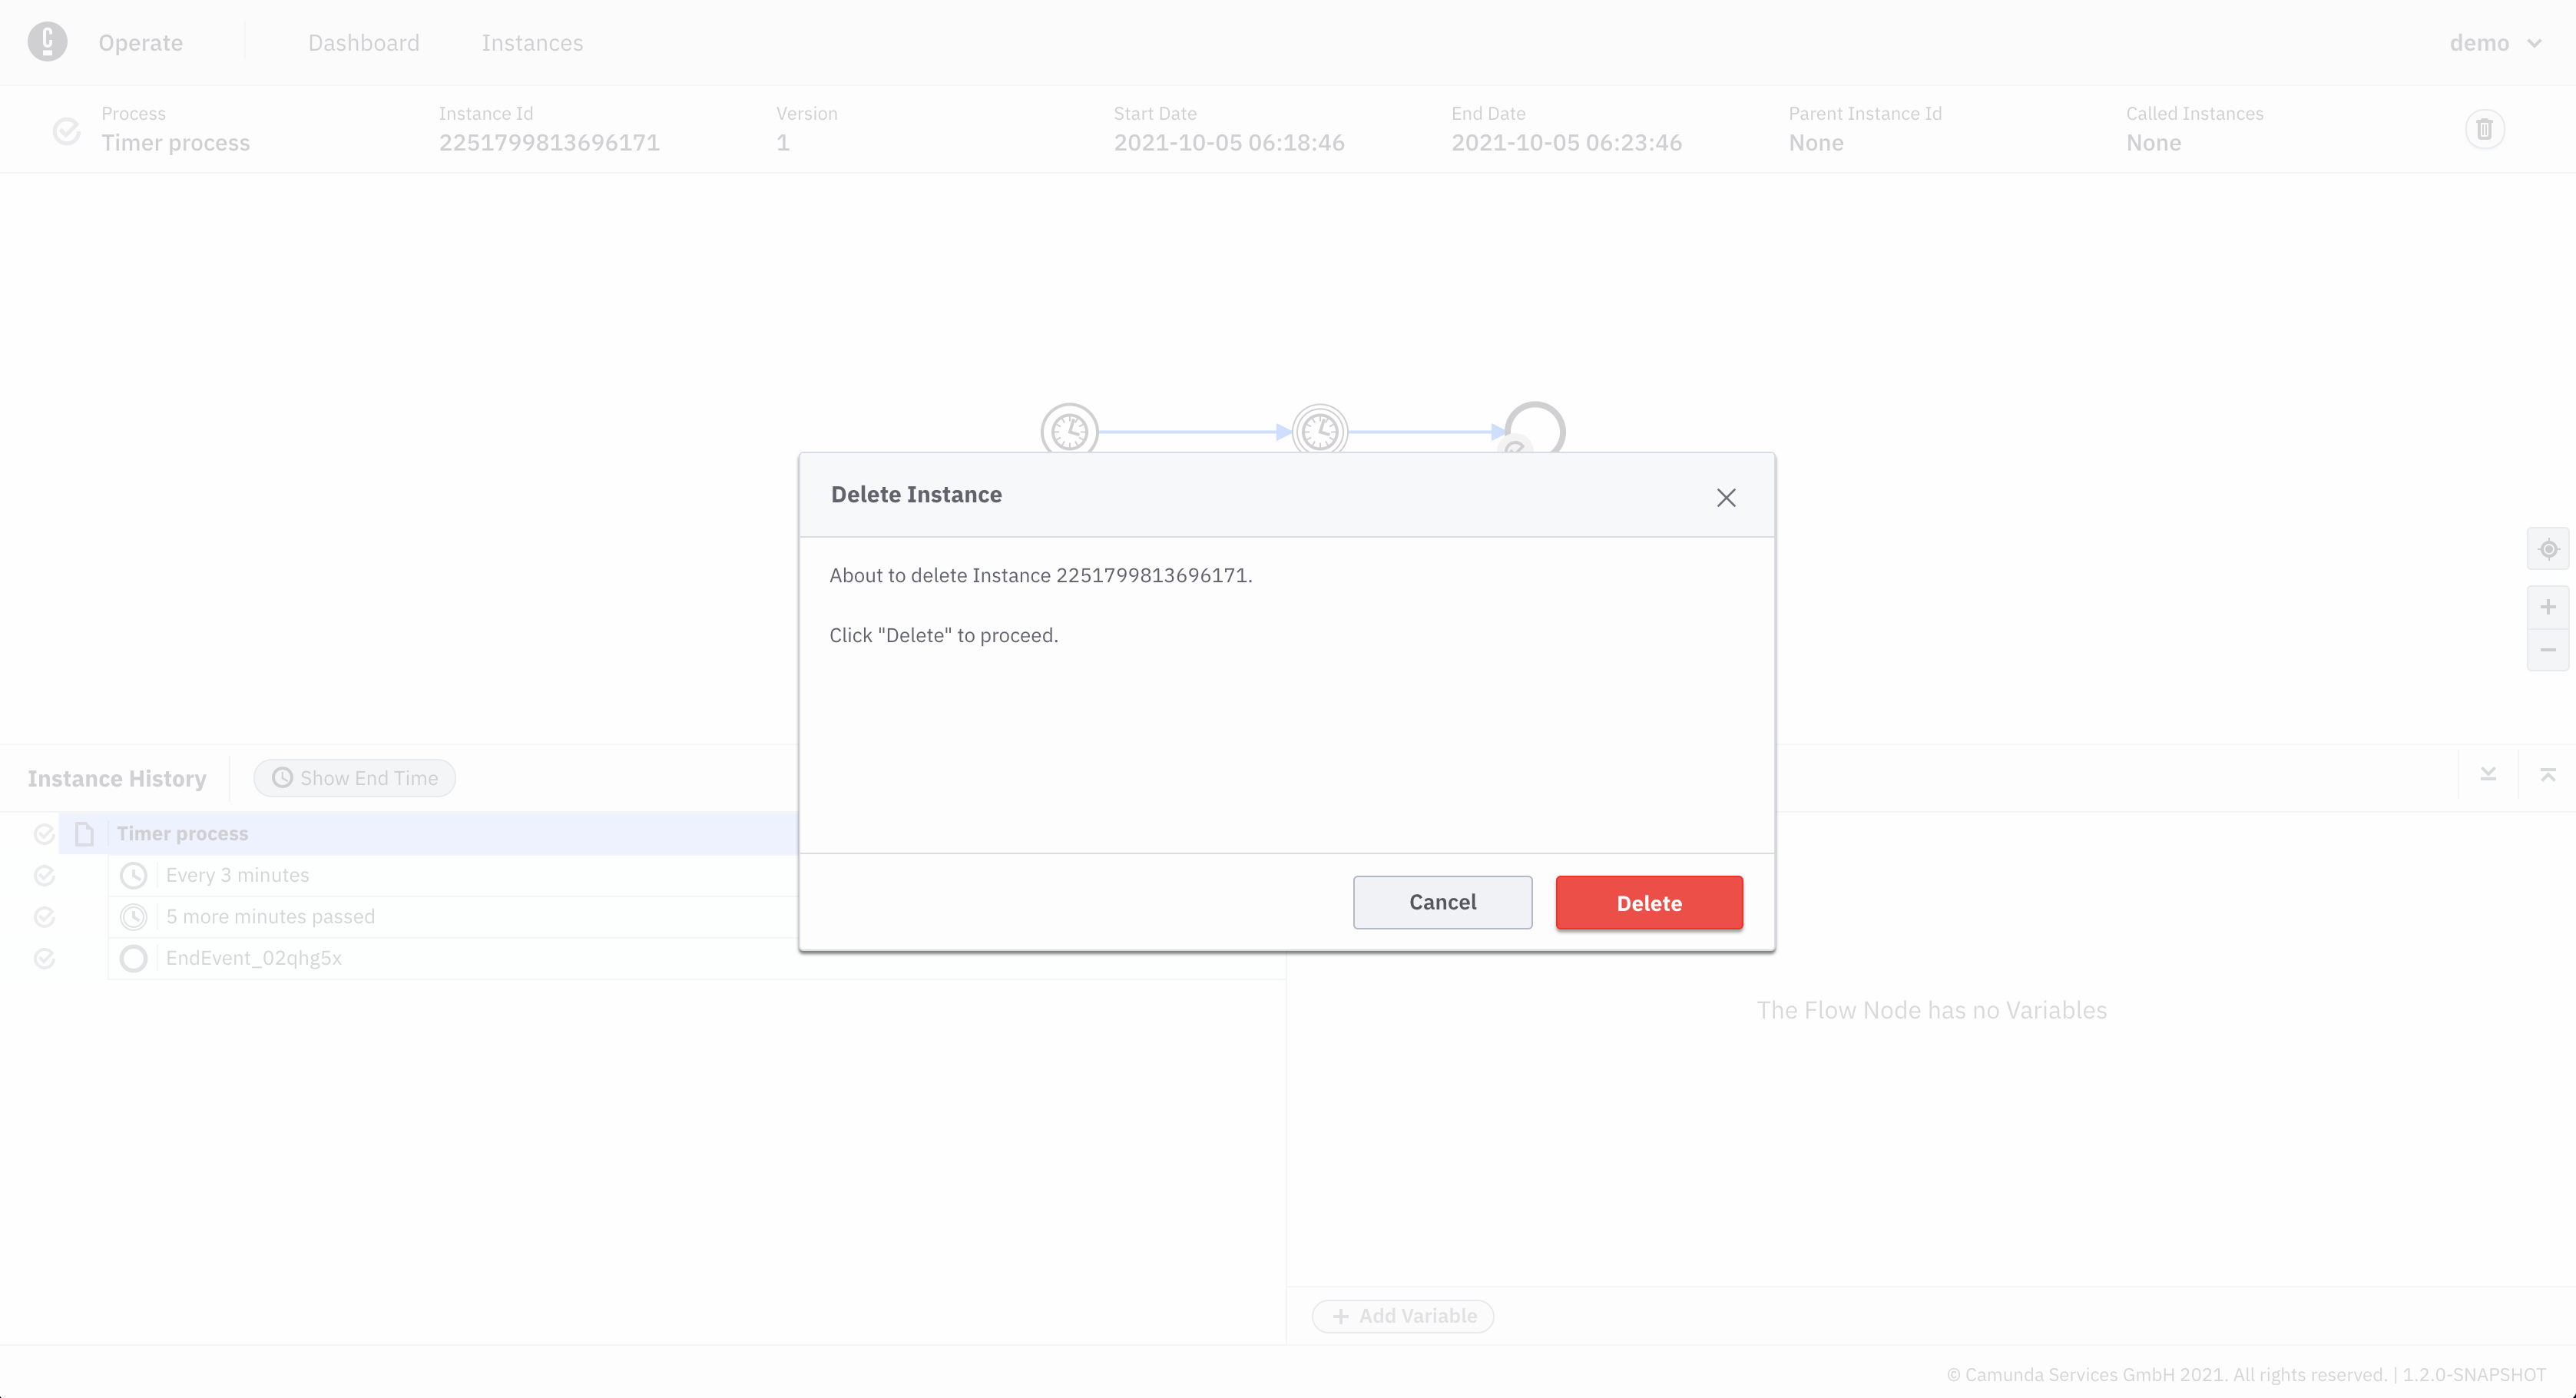 Operate
Dashboard
Instances
demo
Process
Timer process
Instance Id
2251799813696171
Version
1
Start Date
2021-10-05 06:18:46
End Date
2021-10-05 06:23:46
Parent Instance Id
None
Called Instances
None
Delete Instance
About to delete Instance 2251799813696171.
Click "Delete" to proceed.
Cancel
Delete
Instance History
Show End Time
Timer process
Every 3 minutes
5 more minutes passed
EndEvent_02qhg5x
The Flow Node has no Variables
Add Variable
© Camunda Services GmbH 2021. All rights reserved. | 1.2.0-SNAPSHOT